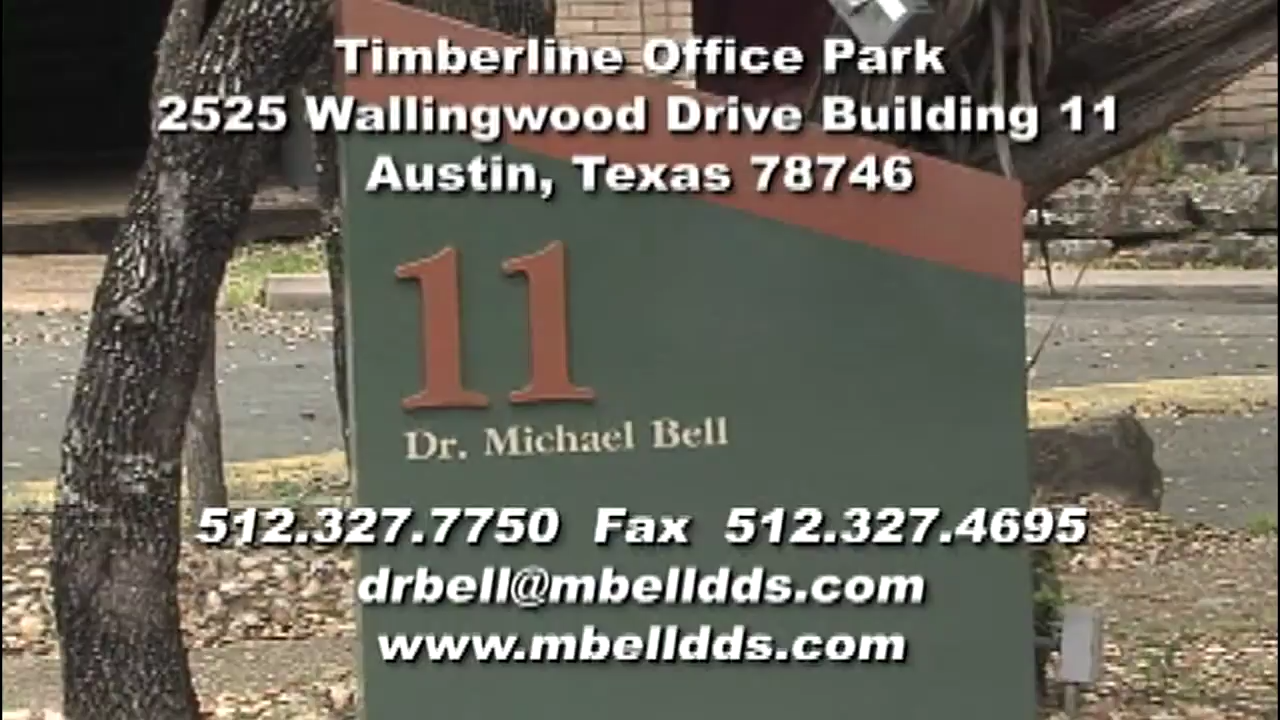 Timberline Office Park
2525 Wallingwood Drive Building 11
Austin, Texas 78746
11
Dr. Michael Bell
512.327.7750 Fax 512.327.4695
drbell@mbelldds.com
www.mbelldds.com